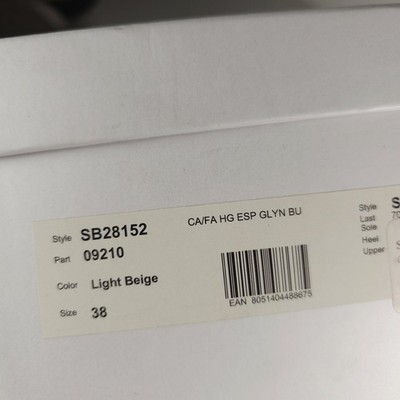 CA/FA HG ESP GLYN BU
Style SB28152
Part 09210
Color Light Beige
Size 38
EAN 8051404488675
Style S
Last 70
Sole
Heel
Upper